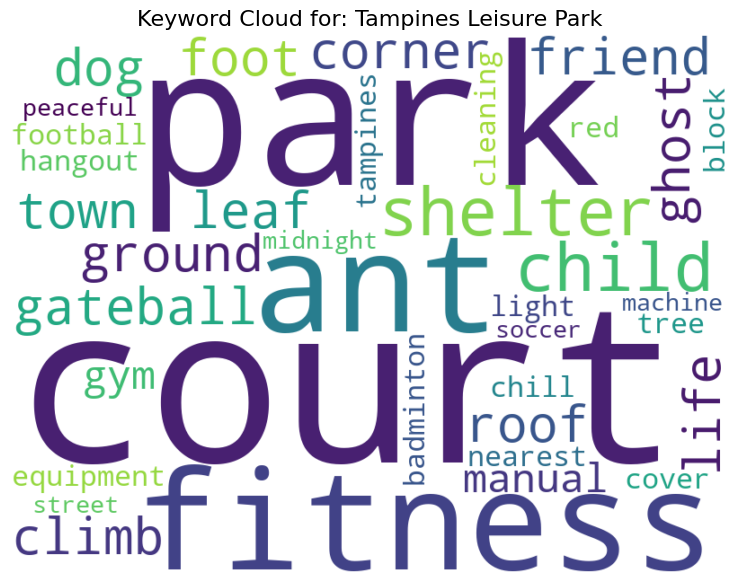 Keyword Cloud for: Tampines Leisure Park
dog
foot
corner
friend
peaceful
park
tampines
cleaning
red
ghost
block
football
hangout
town
leaf
shelter
ground
midnight
ant
child
gateball
light
machine
soccer
tree
court
gym
badminton
chill
life
roof
nearest
equipment
manual
cover
street
climb
fitness